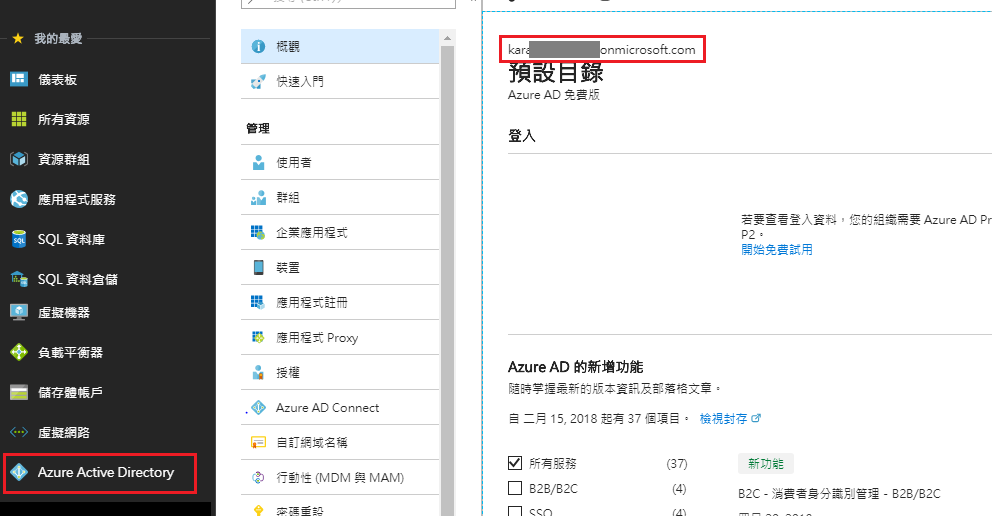 我的最愛
儀表板
所有資源
資源群組
應用程式服務
SQL 資料庫
SQL 資料倉儲
虛擬機器
負載平衡器
儲存體帳戶
虛擬網路
Azure Active Directory
概觀
快速入門
管理
使用者
群組
企業應用程式
裝置
應用程式註冊
應用程式 Proxy
授權
Azure AD Connect
自訂網域名稱
行動性 (MDM 與 MAM)
密碼重設
kara
onmicrosoft.com
預設目錄
Azure AD 免費版
登入
若要查看登入資料，您的組織需要 Azure AD Pr
P2。
開始免費試用
Azure AD 的新增功能
隨時掌握最新的版本資訊及部落格文章。
自 二月 15, 2018 起有 37 個項目。 檢視封存
所有服務 (37)
B2B/B2C (4)
SSO (4)
新功能
B2C - 消費者身分識別管理 - B2B/B2C